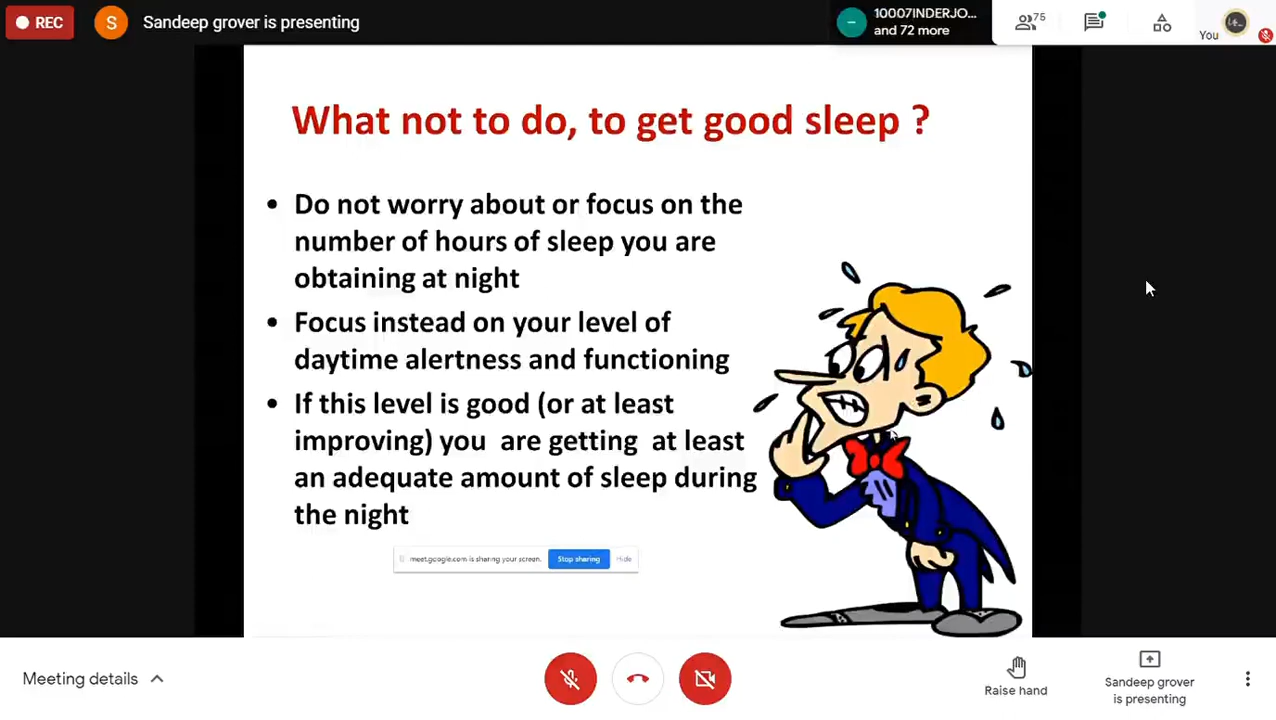 REC
S
Sandeep grover is presenting
10007INDERJO...
and 72 more
75
You
What not to do, to get good sleep ?
• Do not worry about or focus on the
number of hours of sleep you are
obtaining at night
• Focus instead on your level of
daytime alertness and functioning
• If this level is good (or at least
improving) you are getting at least
an adequate amount of sleep during
the night
meet.google.com is sharing your screen.
Stop sharing
Hide
Meeting details
Raise hand
Sandeep grover
is presenting